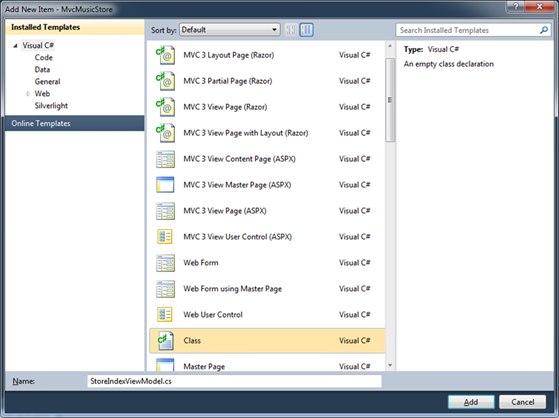 Add New Item - MvcMusicStore
Installed Templates
Visual C#
Code
Data
General
Web
Silverlight
Online Templates
Sort by: Default
MVC 3 Layout Page (Razor) Visual C#
MVC 3 Partial Page (Razor) Visual C#
MVC 3 View Page (Razor) Visual C#
MVC 3 View Page with Layout (Razor) Visual C#
MVC 3 View Content Page (ASPX) Visual C#
MVC 3 View Master Page (ASPX) Visual C#
MVC 3 View Page (ASPX) Visual C#
MVC 3 View User Control (ASPX) Visual C#
Web Form Visual C#
Web Form using Master Page Visual C#
Web User Control Visual C#
Class Visual C#
Master Page Visual C#
Search Installed Templates
Type: Visual C#
An empty class declaration
Name: StoreIndexViewModel.cs
Add Cancel